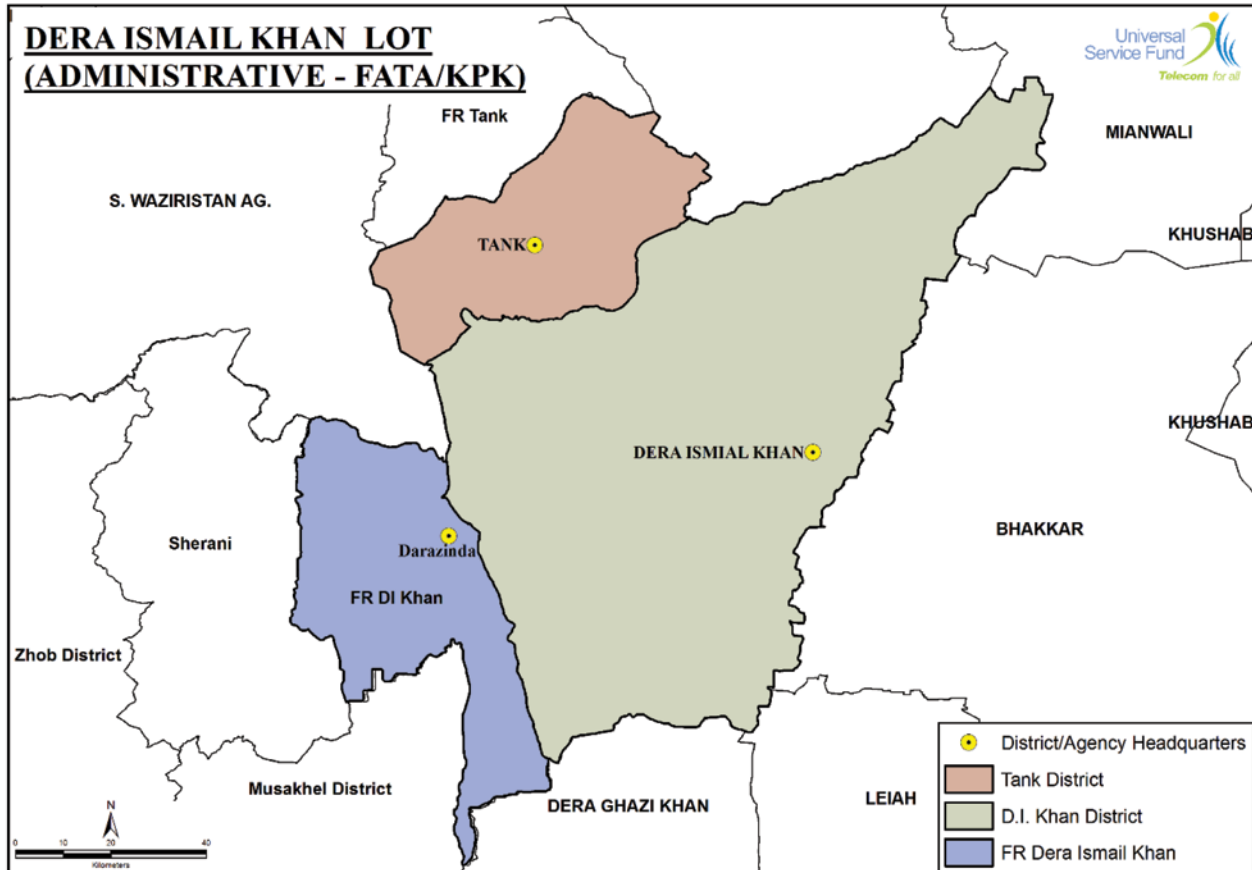 DERA ISMAIL KHAN LOT
(ADMINISTRATIVE - FATA/KPK)
Universal
Service Fund
Telecom for all
FR Tank
MIANWALI
S. WAZIRISTAN AG.
KHUSHAB
TANK
KHUSHAB
DERA ISMIAL KHAN
BHAKKAR
Sherani
Darazinda
FR DI Khan
Zhob District
Musakhel District
DERA GHAZI KHAN
LEIAH
N
0 10 20 40
Kilometers
District/Agency Headquarters
Tank District
D.I. Khan District
FR Dera Ismail Khan